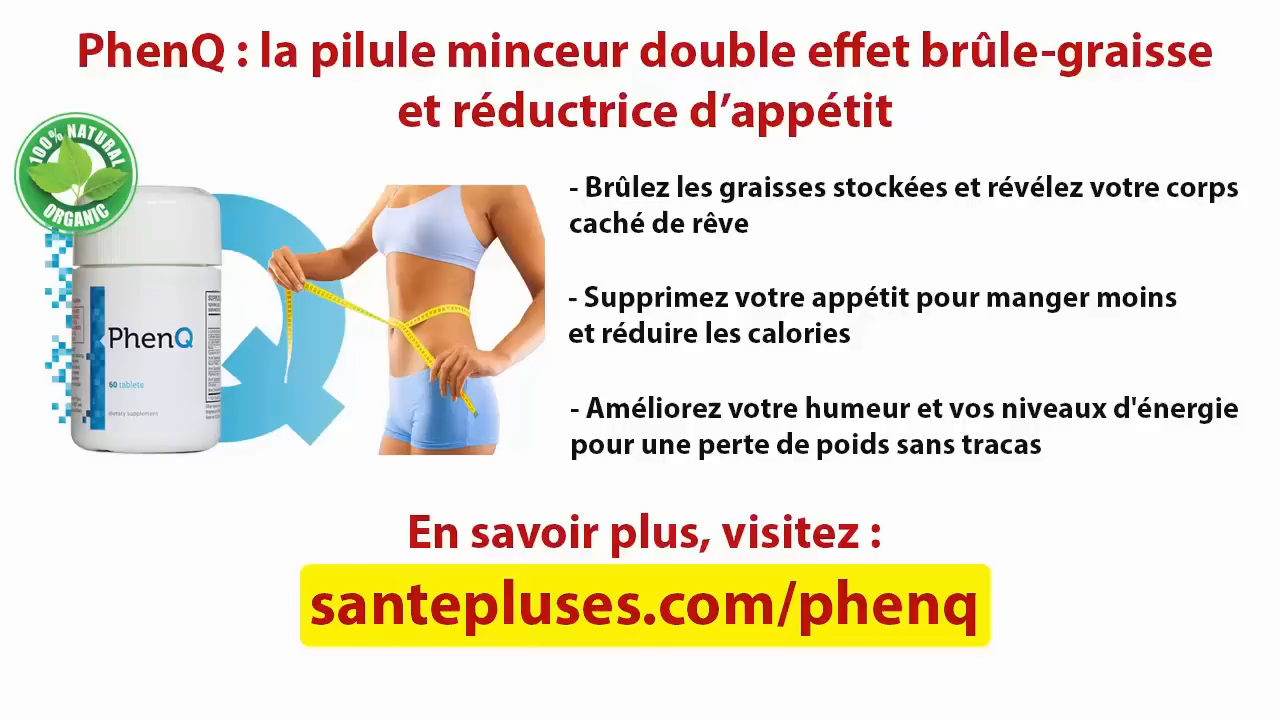 PhenQ : la pilule minceur double effet brûle-graisse
et réductrice d’appétit
100% NATURAL
ORGANIC
PhenQ
60 tablets
dietary supplement
- Brûlez les graisses stockées et révélez votre corps
caché de rêve
- Supprimez votre appétit pour manger moins
et réduire les calories
- Améliorez votre humeur et vos niveaux d'énergie
pour une perte de poids sans tracas
En savoir plus, visitez :
santepluses.com/phenq